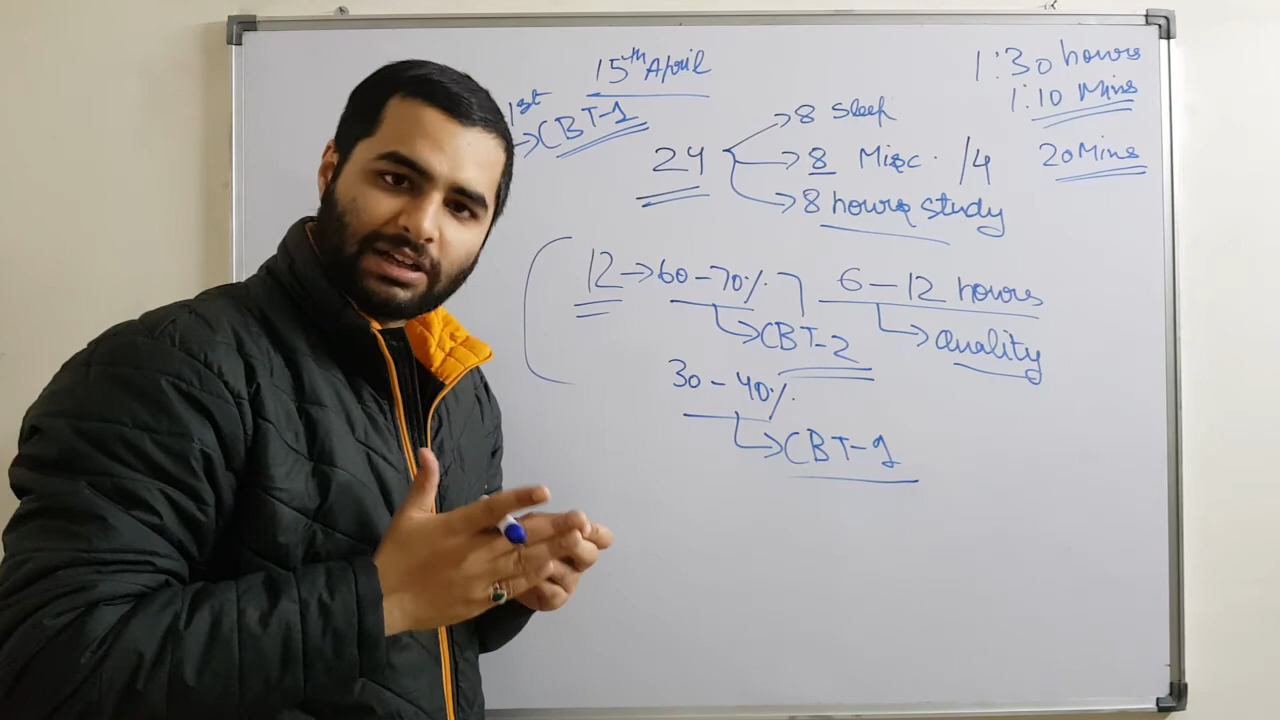 15th April
1st
→CBT-1
24
→8 Sleep
→8 Misc. /4
→8 hours study
1:30 hours
1:10 Mins
20 Mins
12→60-70%
→CBT-2
6-12 hours
→Quality
30-40%
→CBT-1